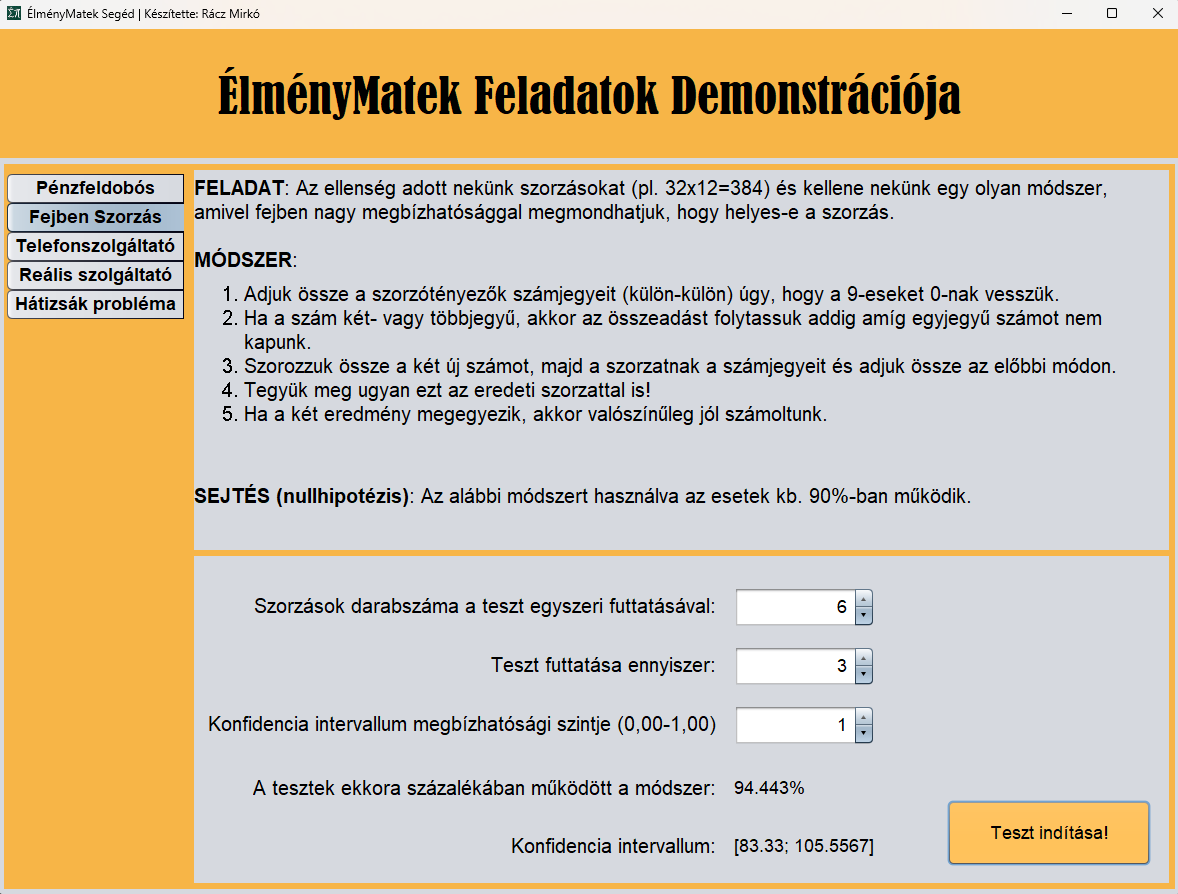 ÉlményMatek Segéd | Készítette: Rácz Mirkó
ÉlményMatek Feladatok Demonstrációja
Pénzfeldobós
Fejben Szorzás
Telefonszolgáltató
Reális szolgáltató
Hátizsák probléma
FELADAT: Az ellenség adott nekünk szorzásokat (pl. 32x12=384) és kellene nekünk egy olyan módszer,
amivel fejben nagy megbízhatósággal megmondhatjuk, hogy helyes-e a szorzás.
MÓDSZER:
1. Adjuk össze a szorzótényezők számjegyeit (külön-külön) úgy, hogy a 9-eseket 0-nak vesszük.
2. Ha a szám két- vagy többjegyű, akkor az összeadást folytassuk addig amíg egyjegyű számot nem
kapunk.
3. Szorozzuk össze a két új számot, majd a szorzatnak a számjegyeit és adjuk össze az előbbi módon.
4. Tegyük meg ugyan ezt az eredeti szorzattal is!
5. Ha a két eredmény megegyezik, akkor valószínűleg jól számoltunk.
SEJTÉS (nullhipotézis): Az alábbi módszert használva az esetek kb. 90%-ban működik.
Szorzások darabszáma a teszt egyszeri futtatásával: 6
Teszt futtatása ennyiszer: 3
Konfidencia intervallum megbízhatósági szintje (0,00-1,00) 1
A tesztek ekkora százalékában működött a módszer: 94.443%
Konfidencia intervallum: [83.33; 105.5567]
Teszt indítása!